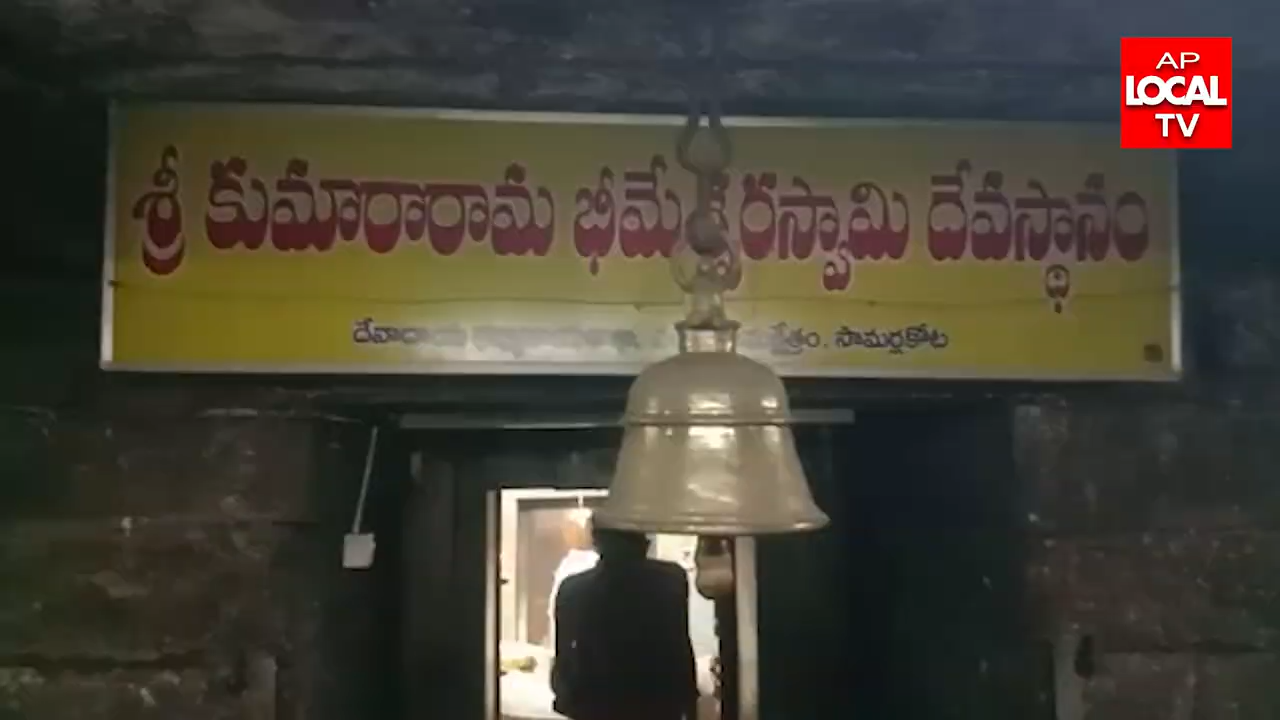 AP
LOCAL
TV
శ్రీ కుమారారామ భీమేశ్వరస్వామి దేవస్థానం
సామర్లకోట